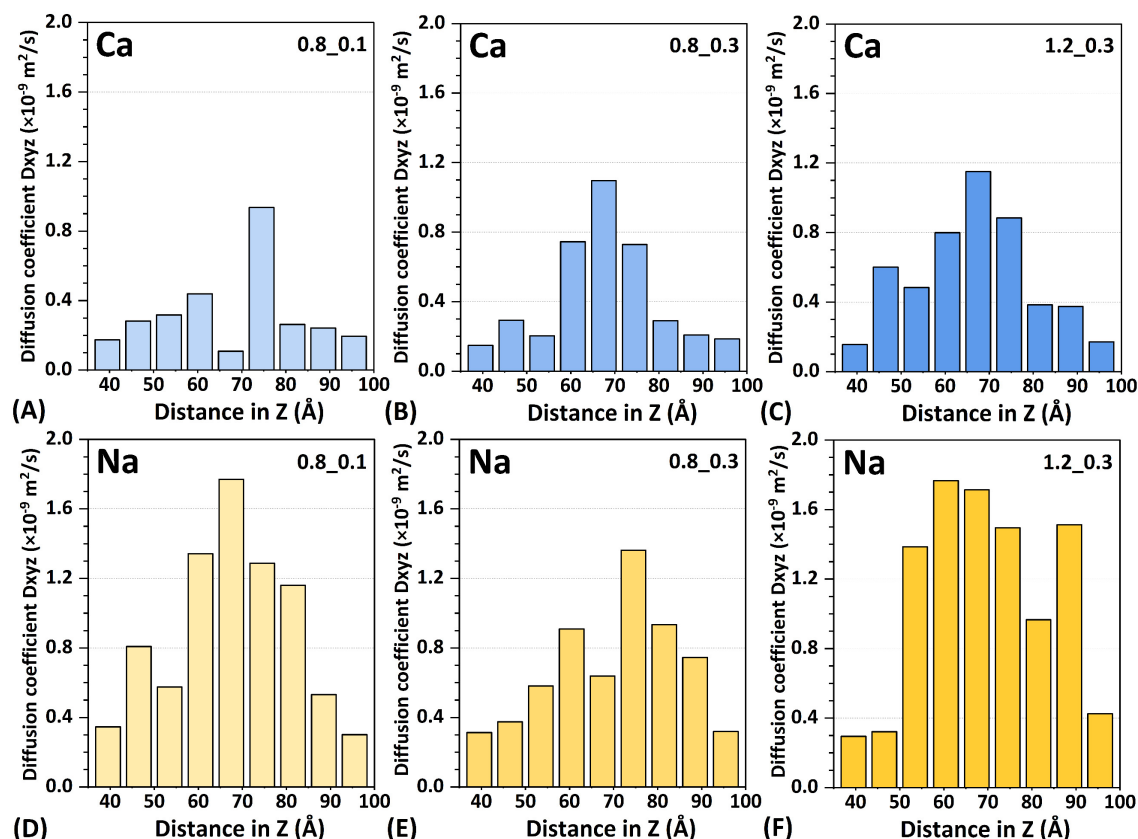 Ca 0.8_0.1
Diffusion coefficient Dxyz (×10⁻⁹ m²/s)
2.0
1.6
1.2
0.8
0.4
0.0
40 50 60 70 80 90 100
Distance in Z (Å)
(A)
Ca 0.8_0.3
Diffusion coefficient Dxyz (×10⁻⁹ m²/s)
2.0
1.6
1.2
0.8
0.4
0.0
40 50 60 70 80 90 100
Distance in Z (Å)
(B)
Ca 1.2_0.3
Diffusion coefficient Dxyz (×10⁻⁹ m²/s)
2.0
1.6
1.2
0.8
0.4
0.0
40 50 60 70 80 90 100
Distance in Z (Å)
(C)
Na 0.8_0.1
Diffusion coefficient Dxyz (×10⁻⁹ m²/s)
2.0
1.6
1.2
0.8
0.4
0.0
40 50 60 70 80 90 100
Distance in Z (Å)
(D)
Na 0.8_0.3
Diffusion coefficient Dxyz (×10⁻⁹ m²/s)
2.0
1.6
1.2
0.8
0.4
0.0
40 50 60 70 80 90 100
Distance in Z (Å)
(E)
Na 1.2_0.3
Diffusion coefficient Dxyz (×10⁻⁹ m²/s)
2.0
1.6
1.2
0.8
0.4
0.0
40 50 60 70 80 90 100
Distance in Z (Å)
(F)